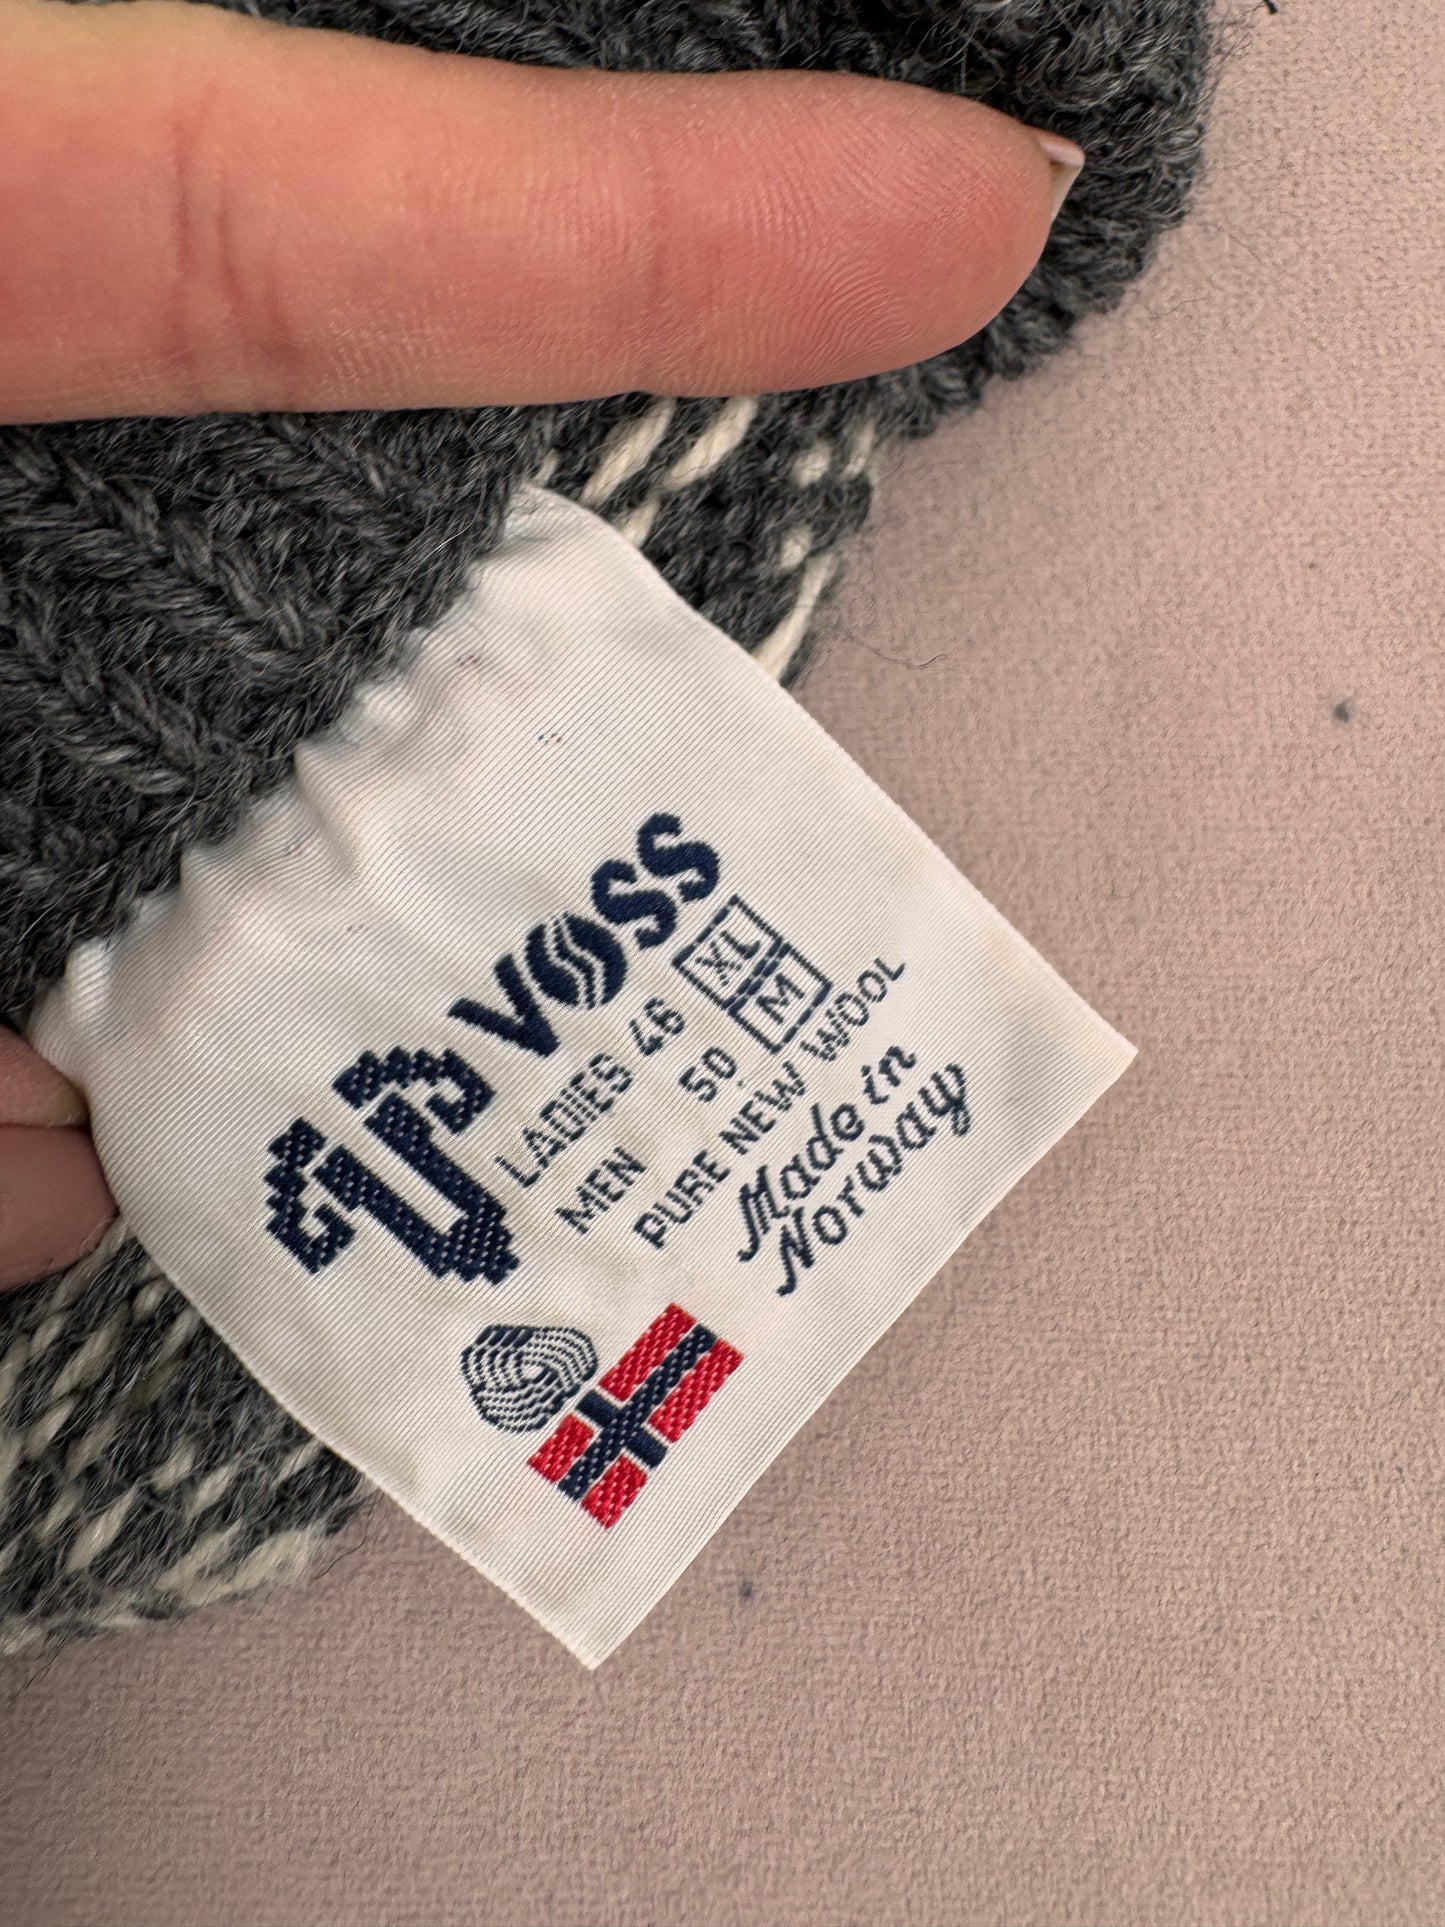 VOSS
LADIES 46 XL
MEN 50 M
PURE NEW WOOL
Made in
Norway